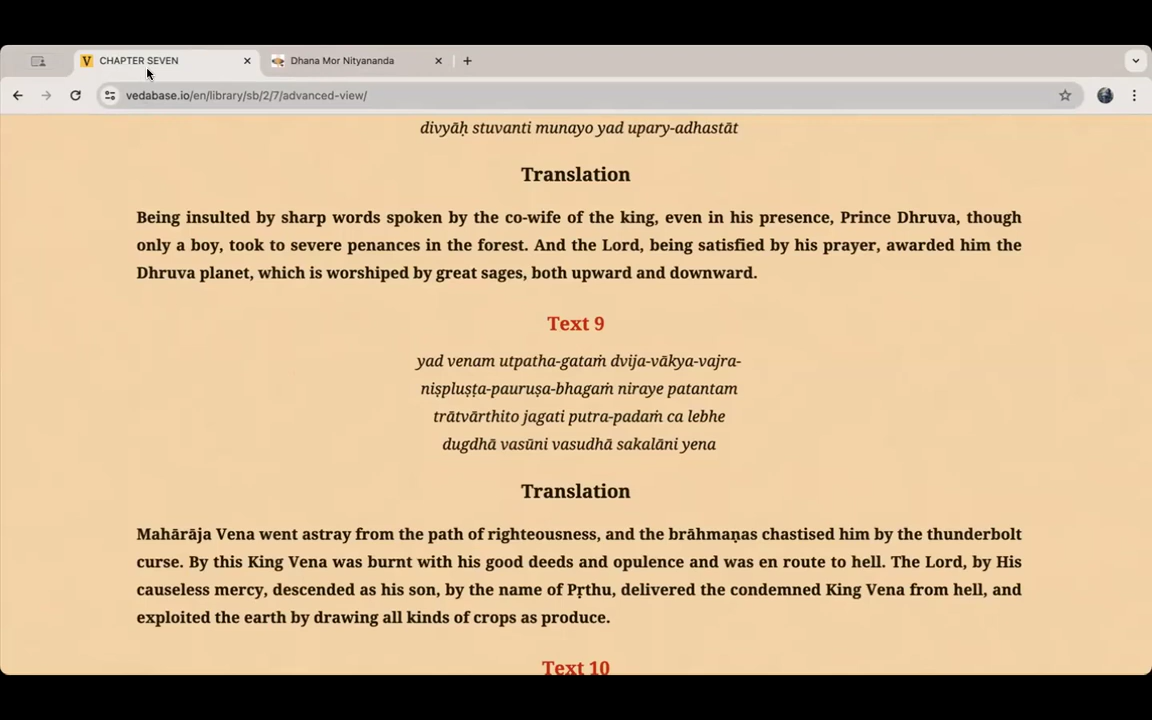 CHAPTER SEVEN
Dhana Mor Nityananda
vedabase.io/en/library/sb/2/7/advanced-view/
divyāḥ stuvanti munayo yad upary-adhastāt
Translation
Being insulted by sharp words spoken by the co-wife of the king, even in his presence, Prince Dhruva, though
only a boy, took to severe penances in the forest. And the Lord, being satisfied by his prayer, awarded him the
Dhruva planet, which is worshiped by great sages, both upward and downward.
Text 9
yad venam utpatha-gataṁ dvija-vākya-vajra-
niṣpluṣṭa-pauruṣa-bhagaṁ niraye patantam
trātvārthito jagati putra-padaṁ ca lebhe
dugdhā vasūni vasudhā sakalāni yena
Translation
Mahārāja Vena went astray from the path of righteousness, and the brāhmaṇas chastised him by the thunderbolt
curse. By this King Vena was burnt with his good deeds and opulence and was en route to hell. The Lord, by His
causeless mercy, descended as his son, by the name of Pṛthu, delivered the condemned King Vena from hell, and
exploited the earth by drawing all kinds of crops as produce.
Text 10